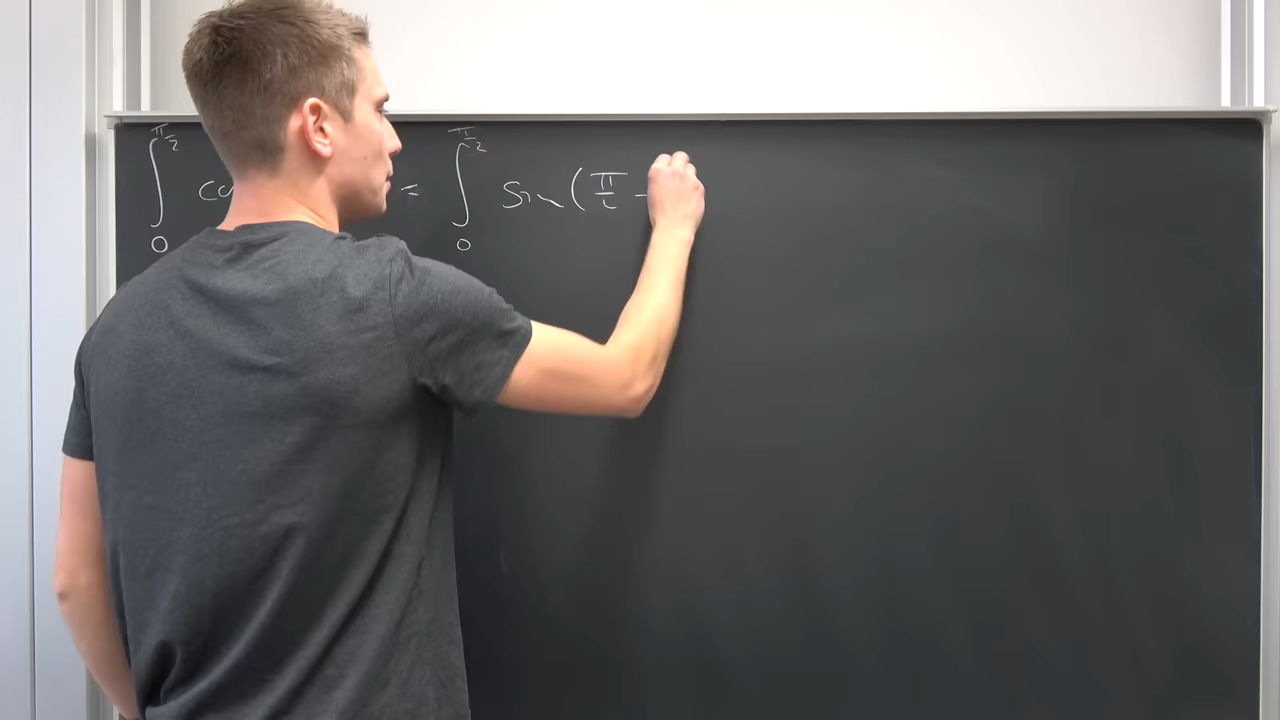 ∫₀^{π/2} co = ∫₀^{π/2} sin(π/2 -